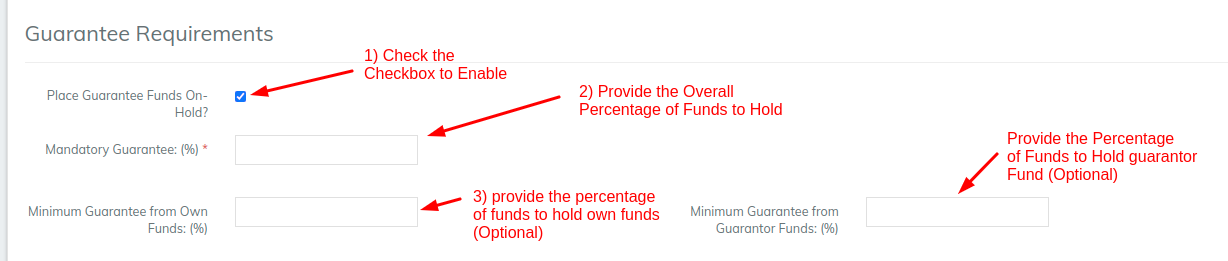 Guarantee Requirements
1) Check the
Checkbox to Enable
Place Guarantee Funds On-
Hold?
2) Provide the Overall
Percentage of Funds to Hold
Mandatory Guarantee: (%) *
Provide the Percentage
of Funds to Hold guarantor
Fund (Optional)
Minimum Guarantee from Own
Funds: (%)
3) provide the percentage
of funds to hold own funds
(Optional)
Minimum Guarantee from
Guarantor Funds: (%)